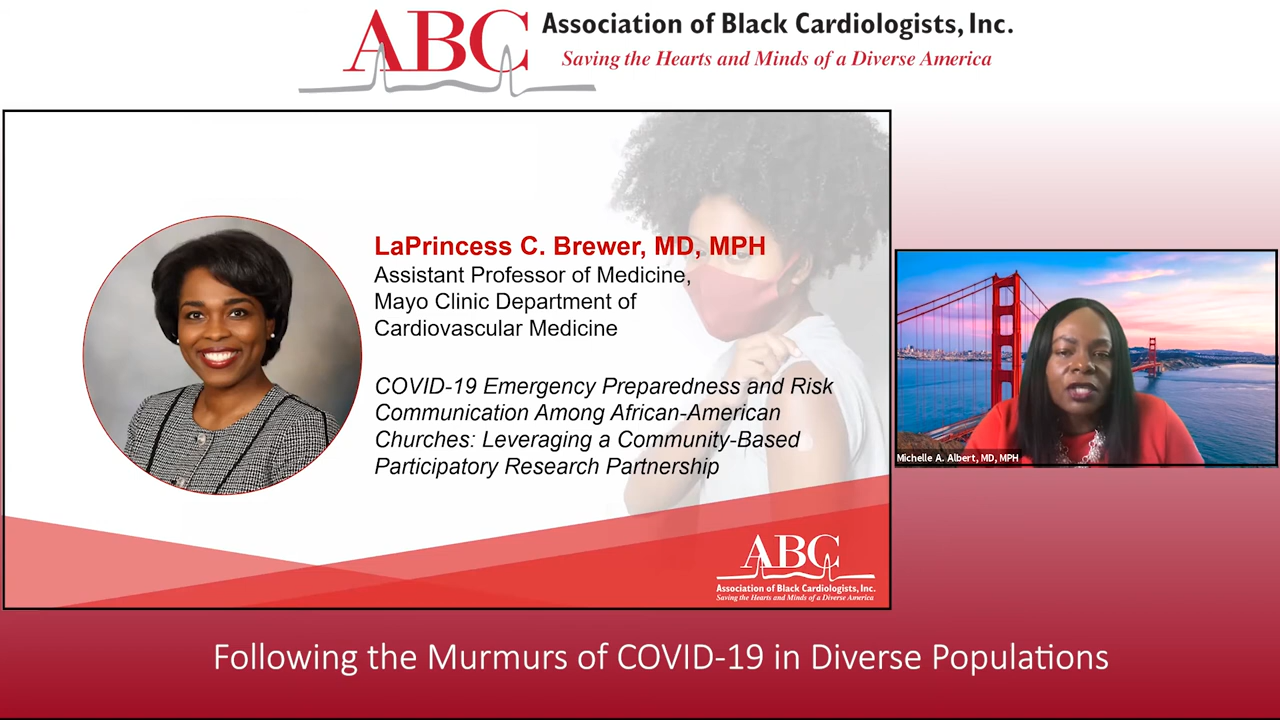 ABC Association of Black Cardiologists, Inc.
Saving the Hearts and Minds of a Diverse America
LaPrincess C. Brewer, MD, MPH
Assistant Professor of Medicine,
Mayo Clinic Department of
Cardiovascular Medicine
COVID-19 Emergency Preparedness and Risk
Communication Among African-American
Churches: Leveraging a Community-Based
Participatory Research Partnership
ABC
Association of Black Cardiologists, Inc.
Saving the Hearts and Minds of a Diverse America
Michelle A. Albert, MD, MPH
Following the Murmurs of COVID-19 in Diverse Populations